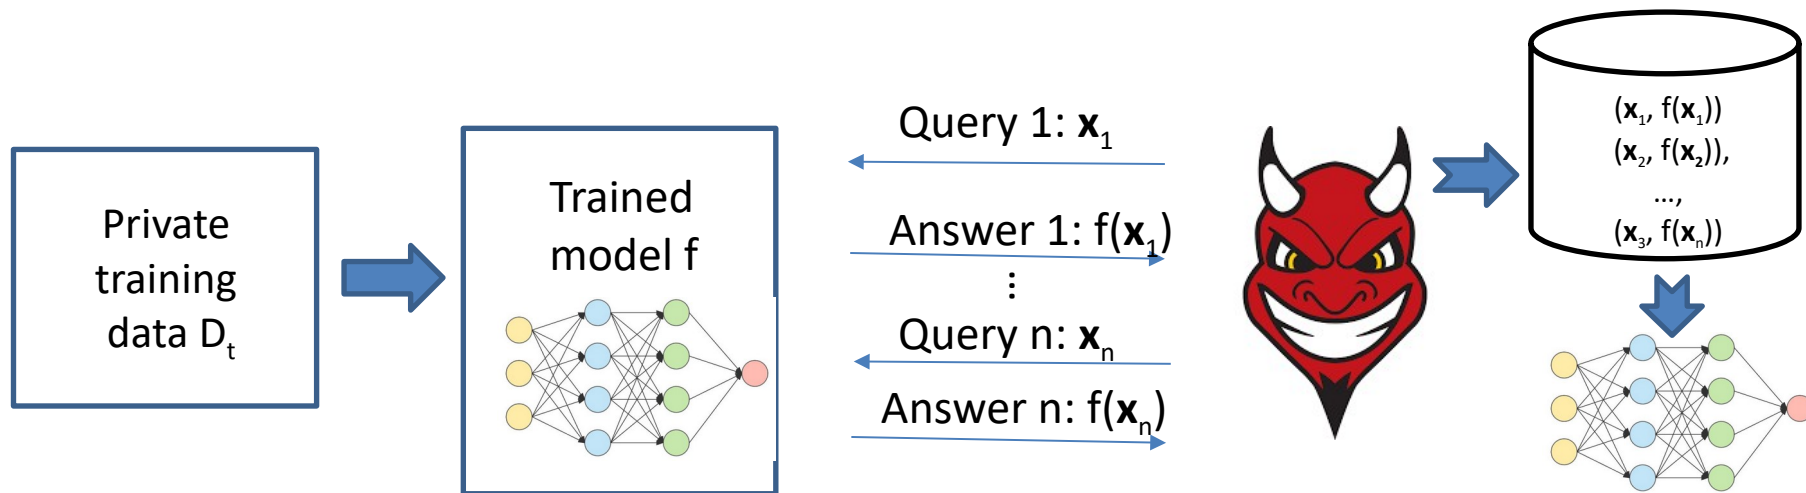 Private
training
data Dₜ
Trained
model f
Query 1: x₁
Answer 1: f(x₁)
⋮
Query n: xₙ
Answer n: f(xₙ)
(x₁, f(x₁))
(x₂, f(x₂)),
...,
(x₃, f(xₙ))